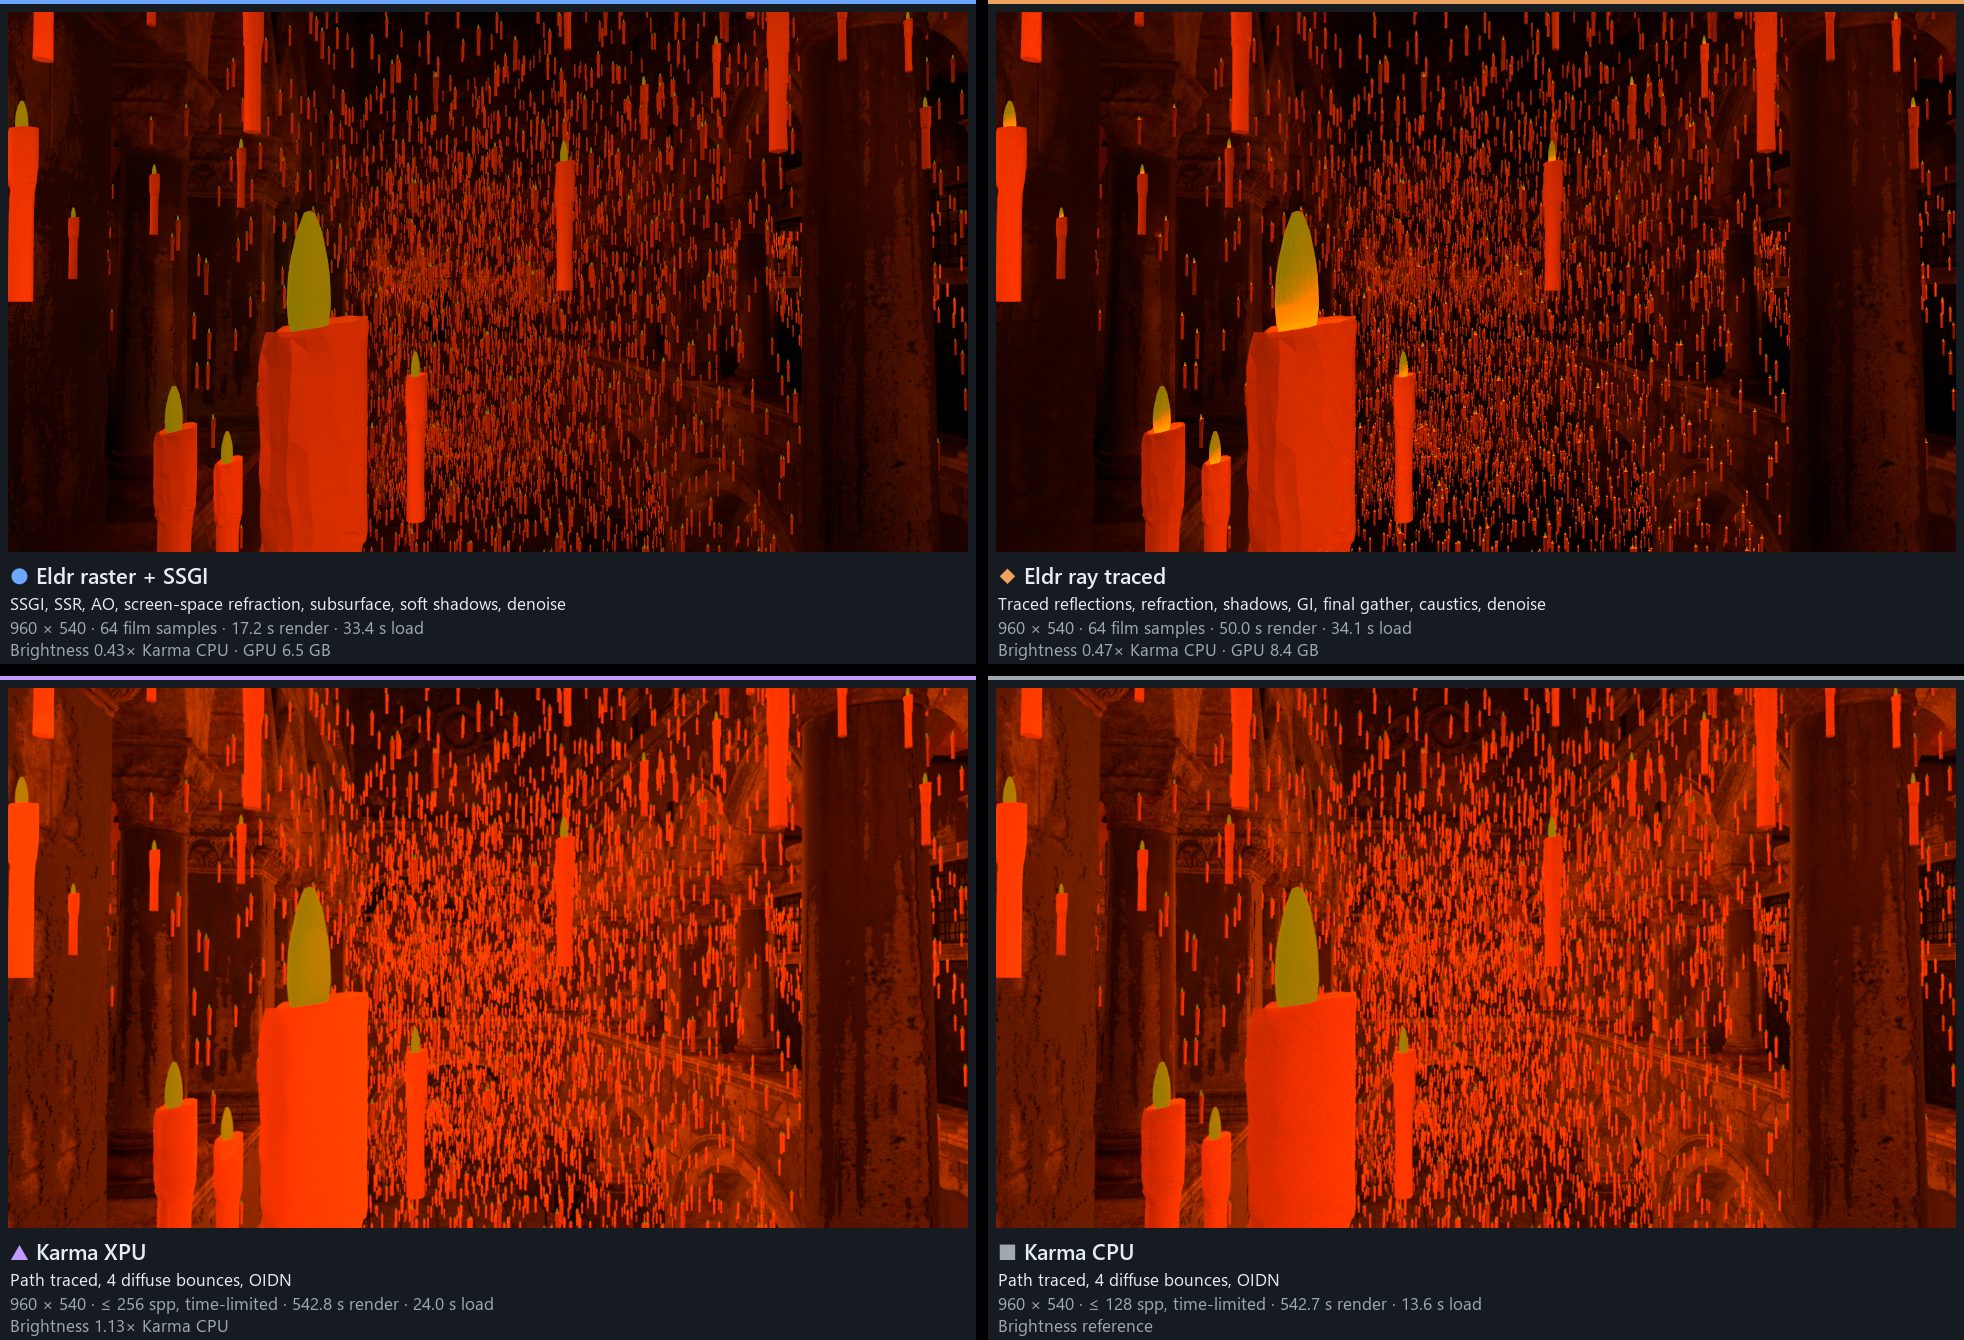 Eldr raster + SSGI
SSGI, SSR, AO, screen-space refraction, subsurface, soft shadows, denoise
960 × 540 · 64 film samples · 17.2 s render · 33.4 s load
Brightness 0.43× Karma CPU · GPU 6.5 GB
Eldr ray traced
Traced reflections, refraction, shadows, GI, final gather, caustics, denoise
960 × 540 · 64 film samples · 50.0 s render · 34.1 s load
Brightness 0.47× Karma CPU · GPU 8.4 GB
Karma XPU
Path traced, 4 diffuse bounces, OIDN
960 × 540 · ≤ 256 spp, time-limited · 542.8 s render · 24.0 s load
Brightness 1.13× Karma CPU
Karma CPU
Path traced, 4 diffuse bounces, OIDN
960 × 540 · ≤ 128 spp, time-limited · 542.7 s render · 13.6 s load
Brightness reference